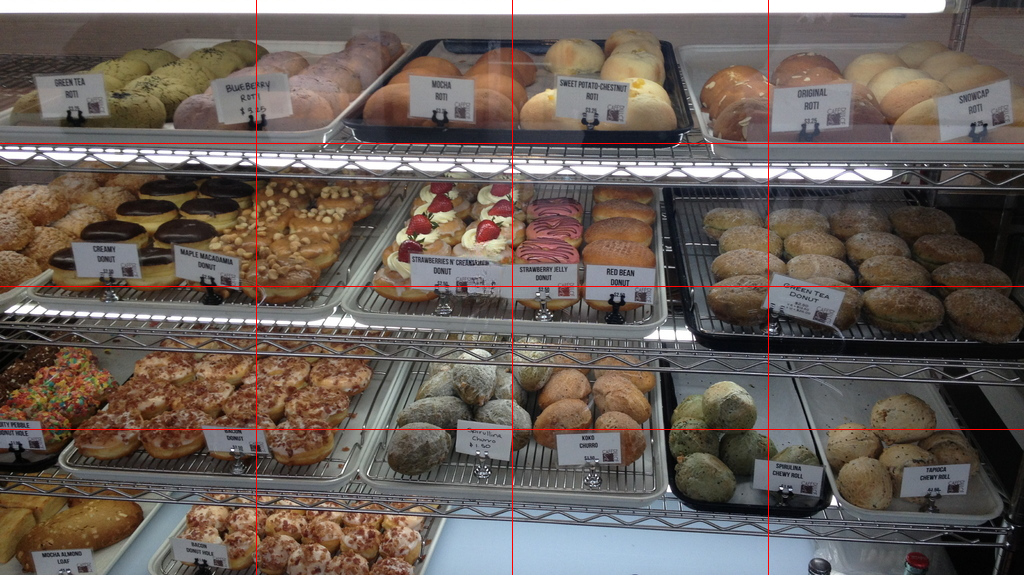 GREEN TEA
ROTI
BLUEBERRY
ROTI
MOCHA
ROTI
SWEET POTATO-CHESTNUT
ROTI
ORIGINAL
ROTI
SNOWCAP
ROTI
CREAMY
DONUT
MAPLE MACADAMIA
DONUT
STRAWBERRIES N' CREAM
DONUT
STRAWBERRY JELLY
DONUT
RED BEAN
DONUT
GREEN TEA
DONUT
PEBBLE
DONUT HOLE
BACON
DONUT
Spirulina
Churro
$1.50
KOKO
CHURRO
SPIRULINA
CHEWY ROLL
TAPIOCA
CHEWY ROLL
MOCHA ALMOND
LOAF
BACON
DONUT HOLE